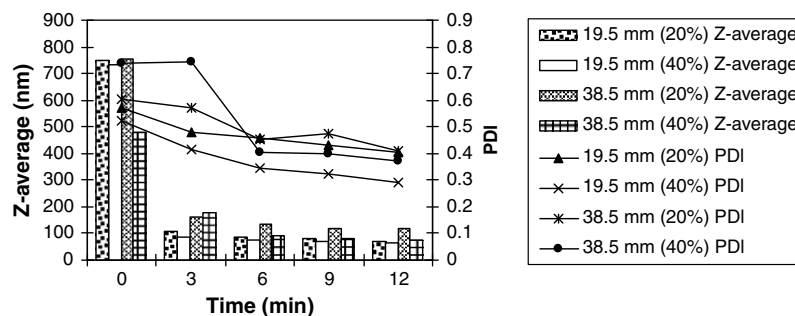 900
800
700
600
500
400
300
200
100
0
Z-average (nm)
0.9
0.8
0.7
0.6
0.5
0.4
0.3
0.2
0.1
0
PDI
0 3 6 9 12
Time (min)
19.5 mm (20%) Z-average
19.5 mm (40%) Z-average
38.5 mm (20%) Z-average
38.5 mm (40%) Z-average
19.5 mm (20%) PDI
19.5 mm (40%) PDI
38.5 mm (20%) PDI
38.5 mm (40%) PDI